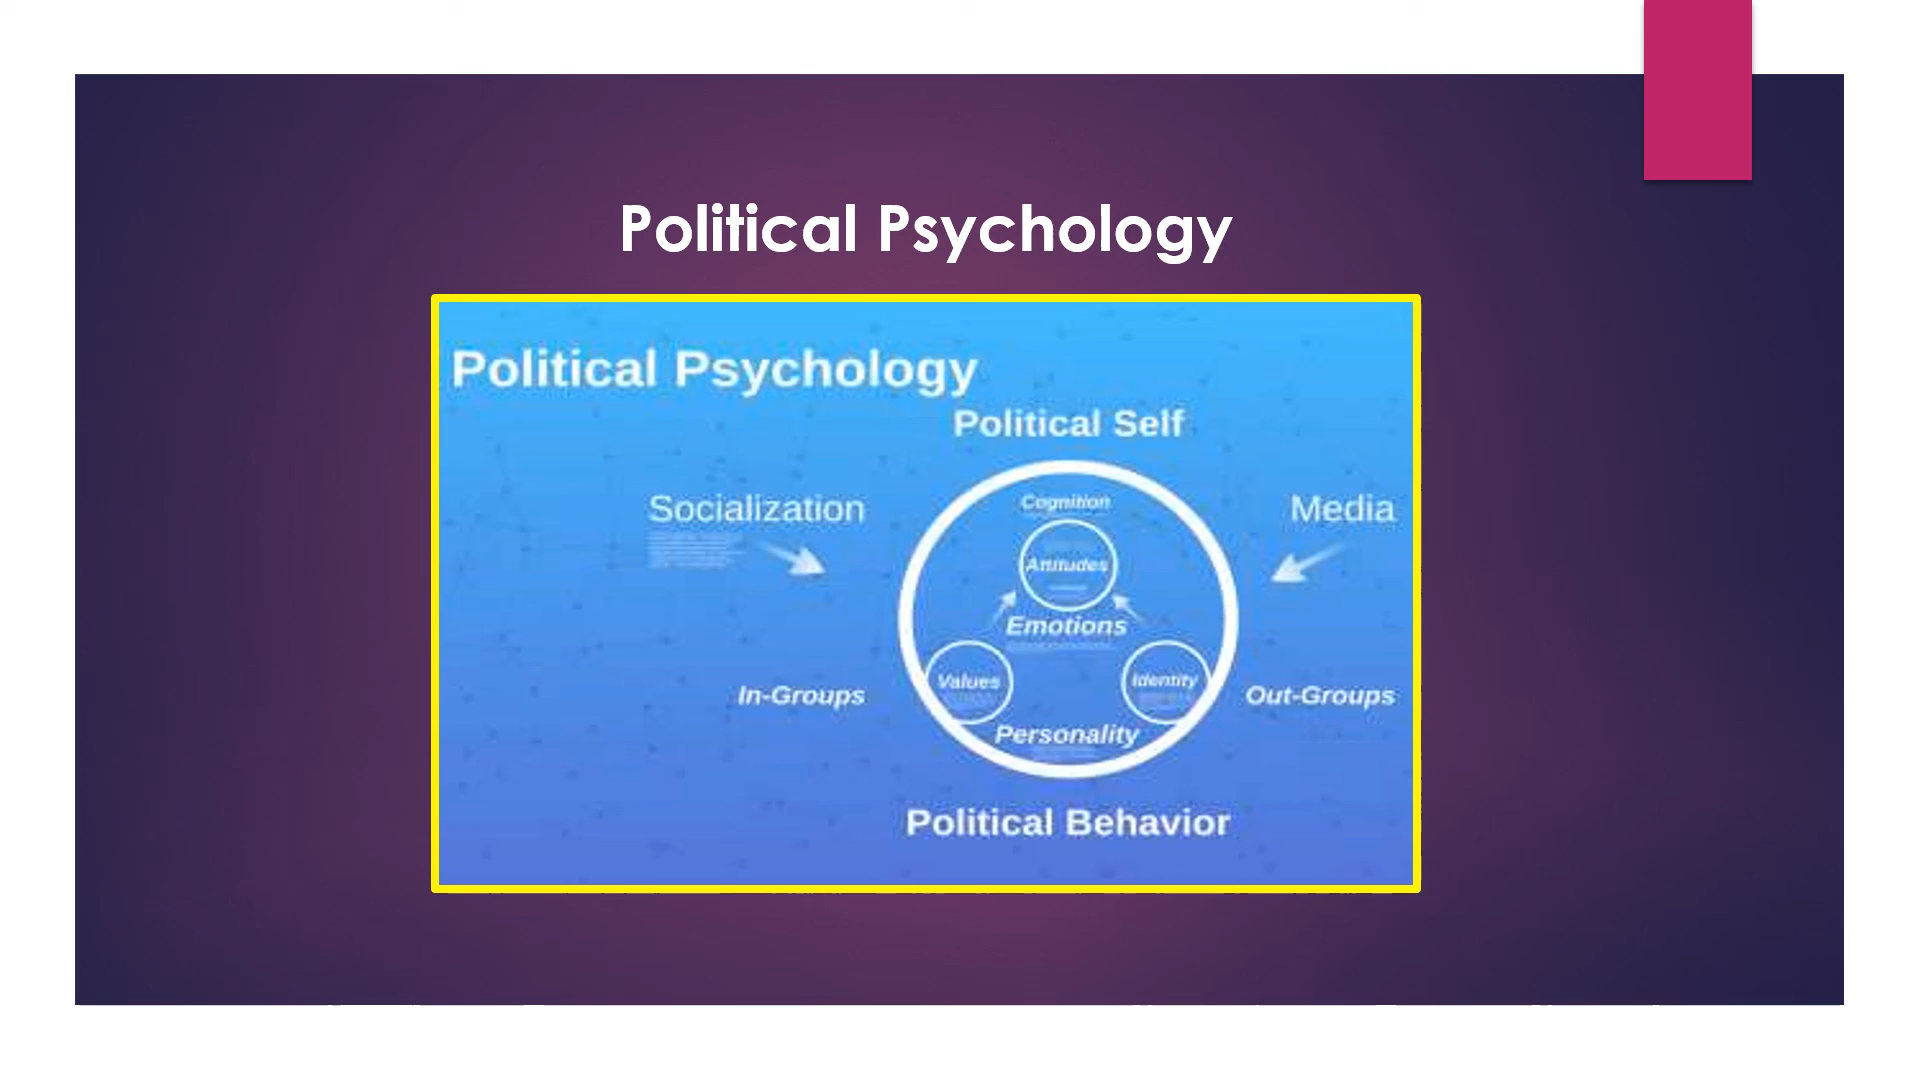 Political Psychology
Political Psychology
Political Self
Socialization
Media
Cognition
Attitudes
Emotions
Values
Identity
In-Groups
Out-Groups
Personality
Political Behavior